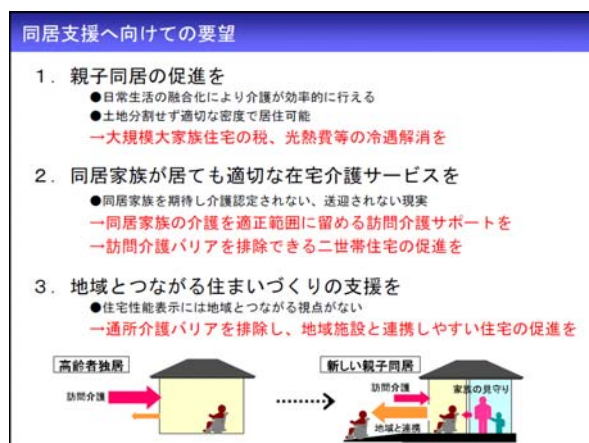 同居支援へ向けての要望
１．親子同居の促進を
●日常生活の融合化により介護が効率的に行える
●土地分割せず適切な密度で居住可能
→大規模大家族住宅の税、光熱費等の冷遇解消を
２．同居家族が居ても適切な在宅介護サービスを
●同居家族を期待し介護認定されない、送迎されない現実
→同居家族の介護を適正範囲に留める訪問介護サポートを
→訪問介護バリアを排除できる二世帯住宅の促進を
３．地域とつながる住まいづくりの支援を
●住宅性能表示には地域とつながる視点がない
→通所介護バリアを排除し、地域施設と連携しやすい住宅の促進を
高齢者独居
訪問介護
新しい親子同居
訪問介護
家族の見守り
地域と連携